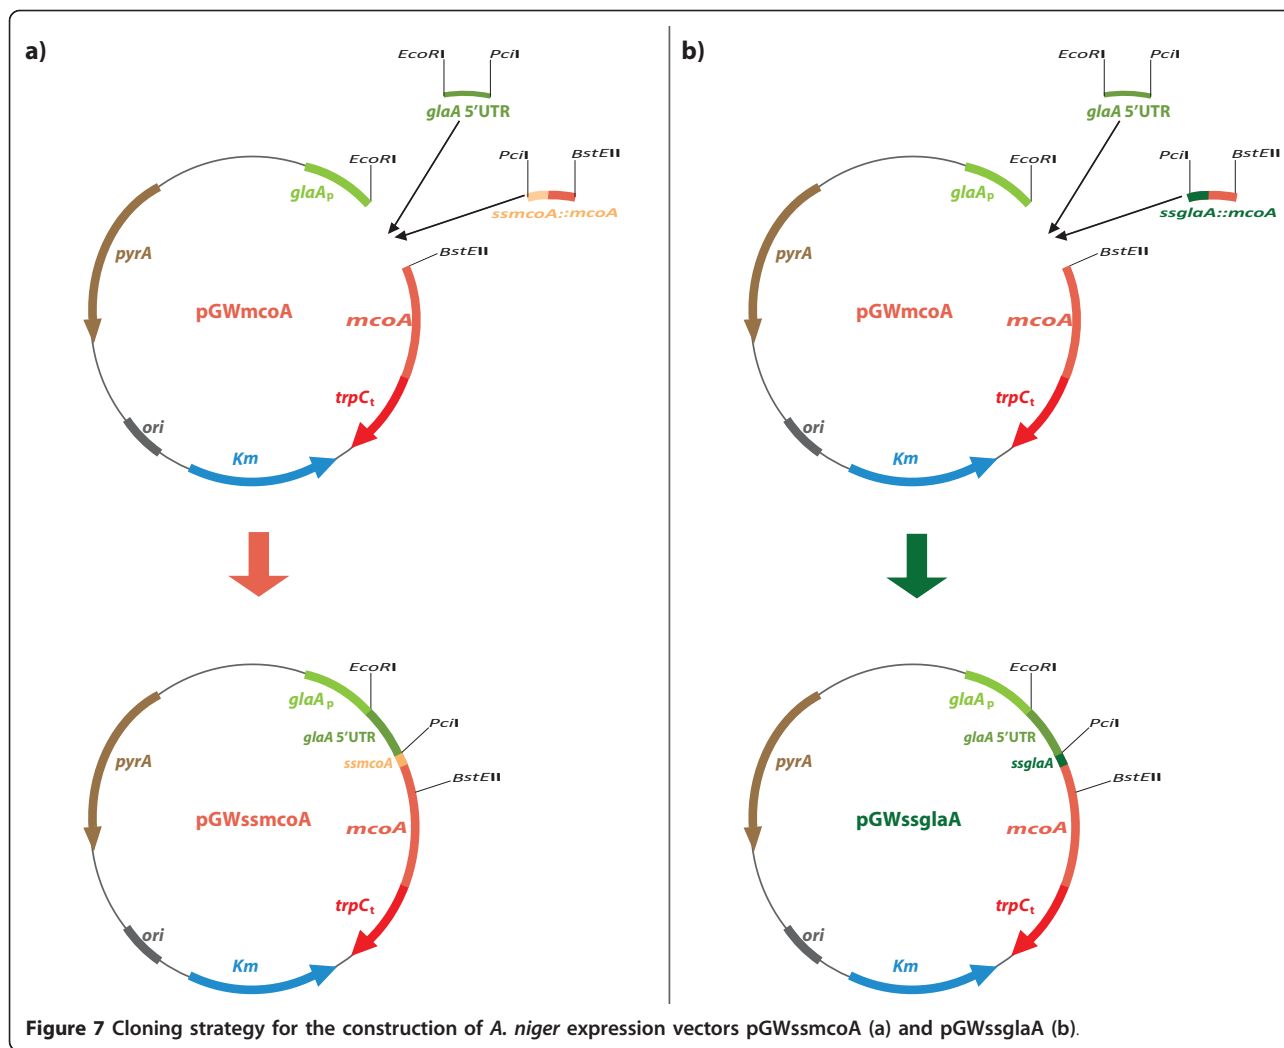 a)
EcoRI
PciI
glaA 5'UTR
EcoRI
glaAp
PciI
BstEII
ssmcoA::mcoA
BstEII
pyrA
pGWmcoA
mcoA
trpCt
ori
Km
EcoRI
glaAp
PciI
glaA 5'UTR
ssmcoA
BstEII
pyrA
pGWssmcoA
mcoA
trpCt
ori
Km
b)
EcoRI
PciI
glaA 5'UTR
EcoRI
glaAp
PciI
BstEII
ssglaA::mcoA
BstEII
pyrA
pGWmcoA
mcoA
trpCt
ori
Km
EcoRI
glaAp
PciI
glaA 5'UTR
ssglaA
BstEII
pyrA
pGWssglaA
mcoA
trpCt
ori
Km
Figure 7 Cloning strategy for the construction of A. niger expression vectors pGWssmcoA (a) and pGWssglaA (b).